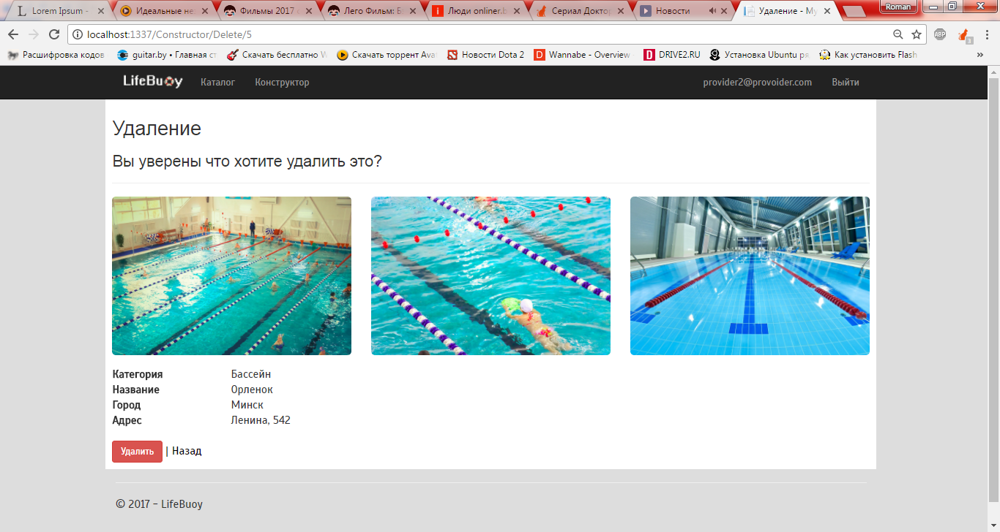 Lorem Ipsum -
Идеальные не
Фильмы 2017
Лего Фильм: Б
Люди onliner.b
Сериал Доктор
Новости
Удаление - My
Roman
localhost:1337/Constructor/Delete/5
ABP
3
Расшифровка кодов
guitar.by • Главная ст
Скачать бесплатно
Скачать торрент Ava
Новости Dota 2
Wannabe - Overview
DRIVE2.RU
Установка Ubuntu ря
Как установить Flash
»
LifeBuoy
Каталог
Конструктор
provider2@provoider.com
Выйти
Удаление
Вы уверены что хотите удалить это?
Категория Бассейн
Название Орленок
Город Минск
Адрес Ленина, 542
Удалить | Назад
© 2017 - LifeBuoy